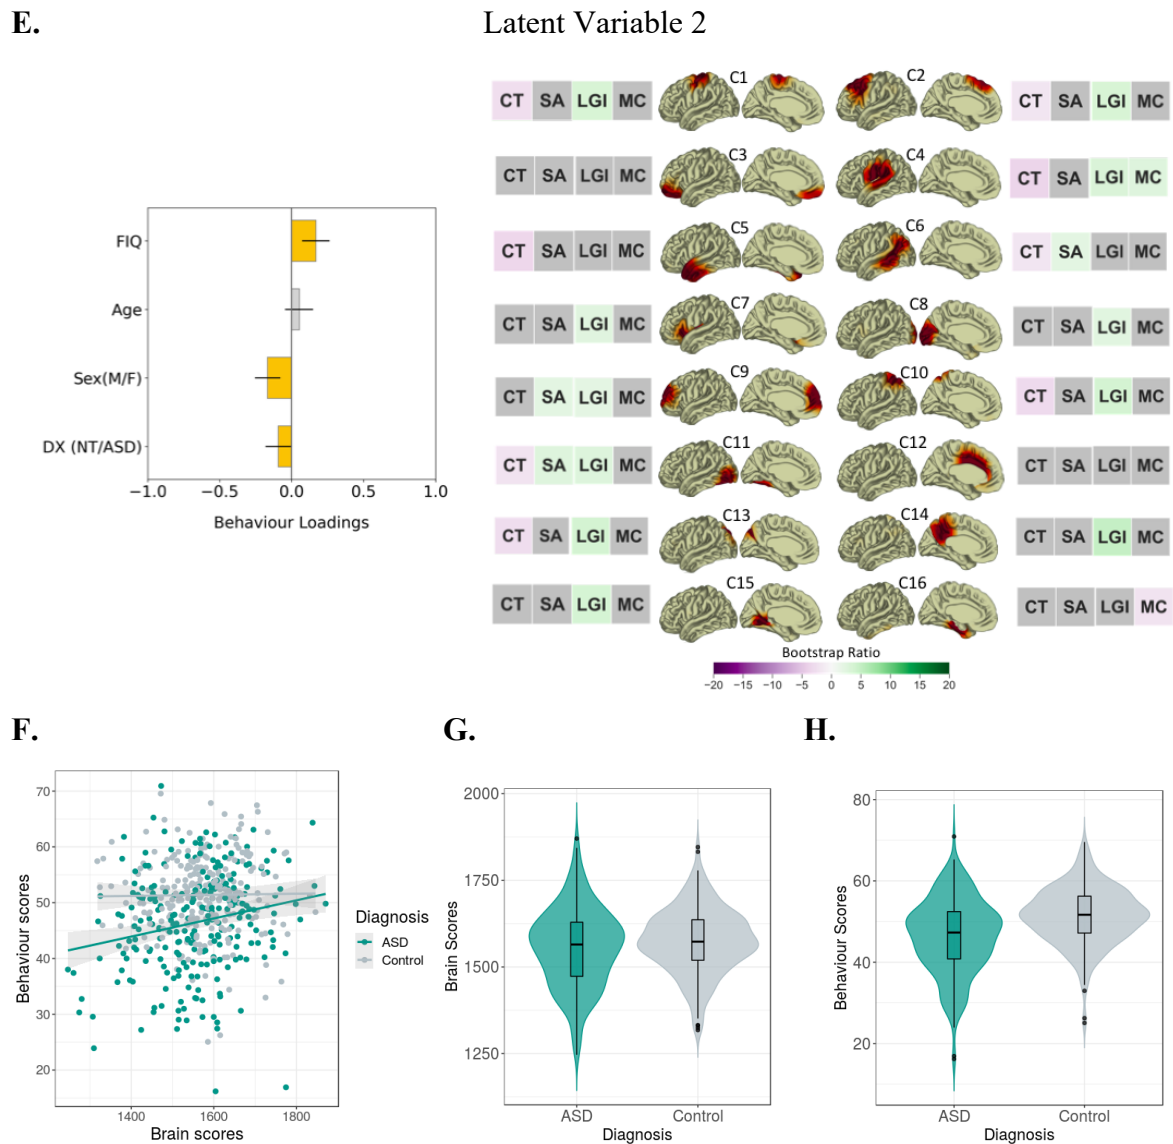 E.
Latent Variable 2
FIQ
Age
Sex(M/F)
DX (NT/ASD)
−1.0 −0.5 0.0 0.5 1.0
Behaviour Loadings
CT SA LGI MC C1 C2 CT SA LGI MC
CT SA LGI MC C3 C4 CT SA LGI MC
CT SA LGI MC C5 C6 CT SA LGI MC
CT SA LGI MC C7 C8 CT SA LGI MC
CT SA LGI MC C9 C10 CT SA LGI MC
CT SA LGI MC C11 C12 CT SA LGI MC
CT SA LGI MC C13 C14 CT SA LGI MC
CT SA LGI MC C15 C16 CT SA LGI MC
Bootstrap Ratio
−20 −15 −10 −5 0 5 10 15 20
F.
70
60
50
40
30
20
Behaviour scores
1400 1600 1800
Brain scores
Diagnosis
ASD
Control
G.
2000
1750
1500
1250
Brain Scores
ASD Control
Diagnosis
H.
80
60
40
20
Behaviour Scores
ASD Control
Diagnosis